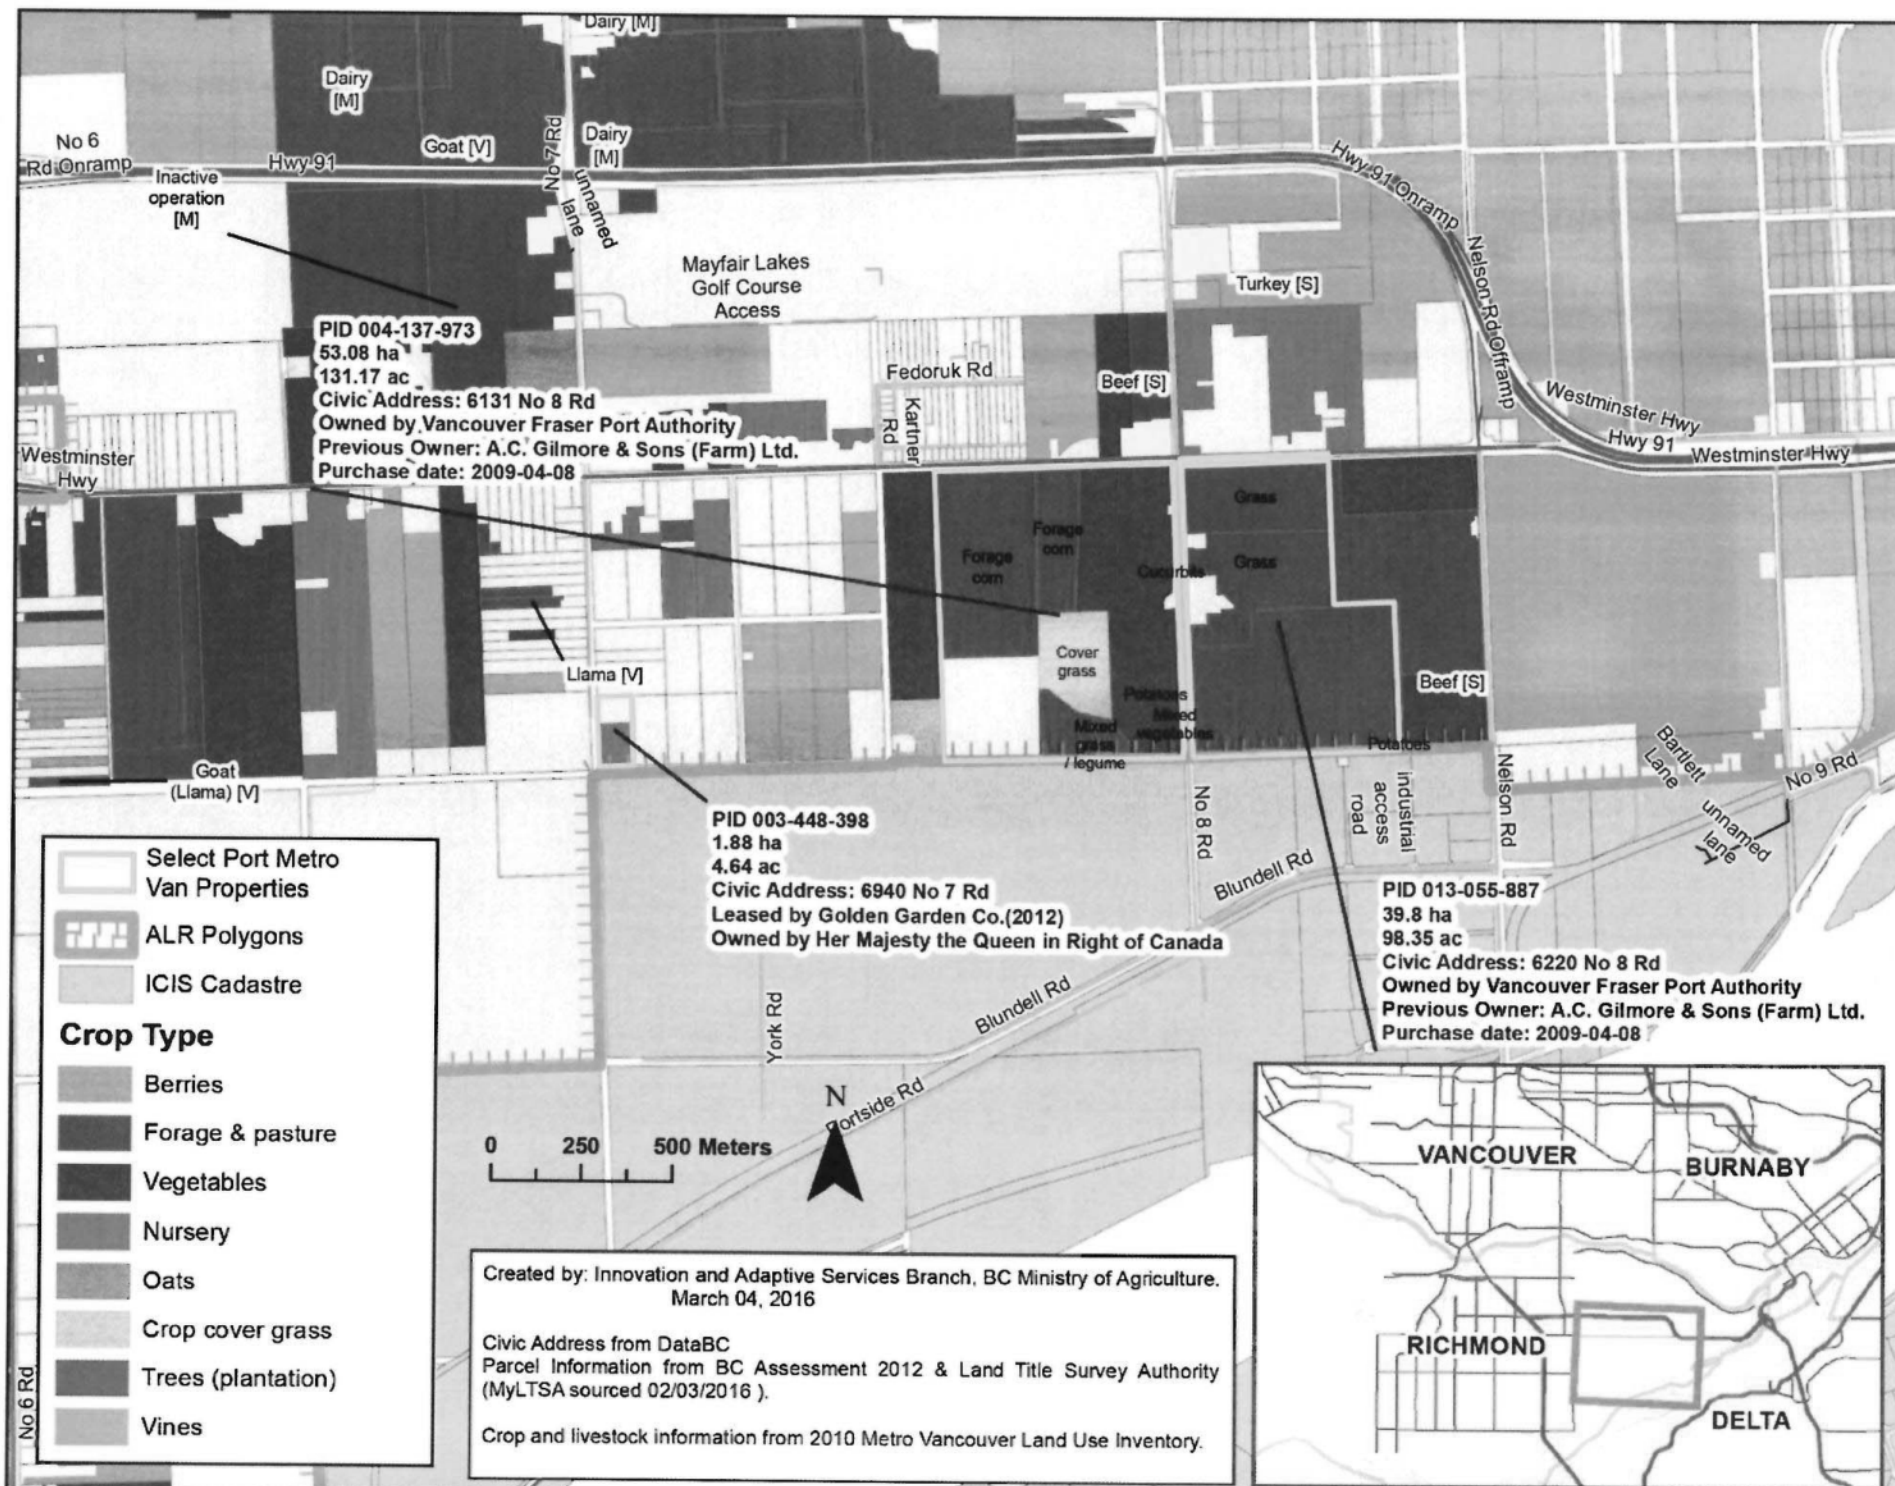 Dairy [M]
Dairy
[M]
No 6
Rd Onramp
Hwy 91
Goat [V]
No 7 Rd
Dairy
[M]
unnamed
lane
Inactive
operation
[M]
Hwy 91 Onramp
Nelson Rd Offramp
Mayfair Lakes
Golf Course
Access
Turkey [S]
PID 004-137-973
53.08 ha
131.17 ac
Civic Address: 6131 No 8 Rd
Owned by Vancouver Fraser Port Authority
Previous Owner: A.C. Gilmore & Sons (Farm) Ltd.
Purchase date: 2009-04-08
Fedoruk Rd
Kartner
Rd
Beef [S]
Westminster Hwy
Hwy 91
Westminster Hwy
Westminster
Hwy
Grass
Forage
corn
Forage
corn
Cucurbits
Grass
Cover
grass
Llama [V]
Beef [S]
Potatoes
Mixed
vegetables
Mixed
grass
/ legume
Potatoes
Goat
(Llama) [V]
No 8 Rd
industrial
access
road
Nelson Rd
Bartlett
Lane
unnamed
lane
No 9 Rd
PID 003-448-398
1.88 ha
4.64 ac
Civic Address: 6940 No 7 Rd
Leased by Golden Garden Co.(2012)
Owned by Her Majesty the Queen in Right of Canada
Blundell Rd
PID 013-055-887
39.8 ha
98.35 ac
Civic Address: 6220 No 8 Rd
Owned by Vancouver Fraser Port Authority
Previous Owner: A.C. Gilmore & Sons (Farm) Ltd.
Purchase date: 2009-04-08
Select Port Metro
Van Properties
ALR Polygons
ICIS Cadastre
Crop Type
Berries
Forage & pasture
Vegetables
Nursery
Oats
Crop cover grass
Trees (plantation)
Vines
No 6 Rd
York Rd
Blundell Rd
Portside Rd
N
0 250 500 Meters
Created by: Innovation and Adaptive Services Branch, BC Ministry of Agriculture.
March 04, 2016
Civic Address from DataBC
Parcel Information from BC Assessment 2012 & Land Title Survey Authority
(MyLTSA sourced 02/03/2016 ).
Crop and livestock information from 2010 Metro Vancouver Land Use Inventory.
VANCOUVER
BURNABY
RICHMOND
DELTA